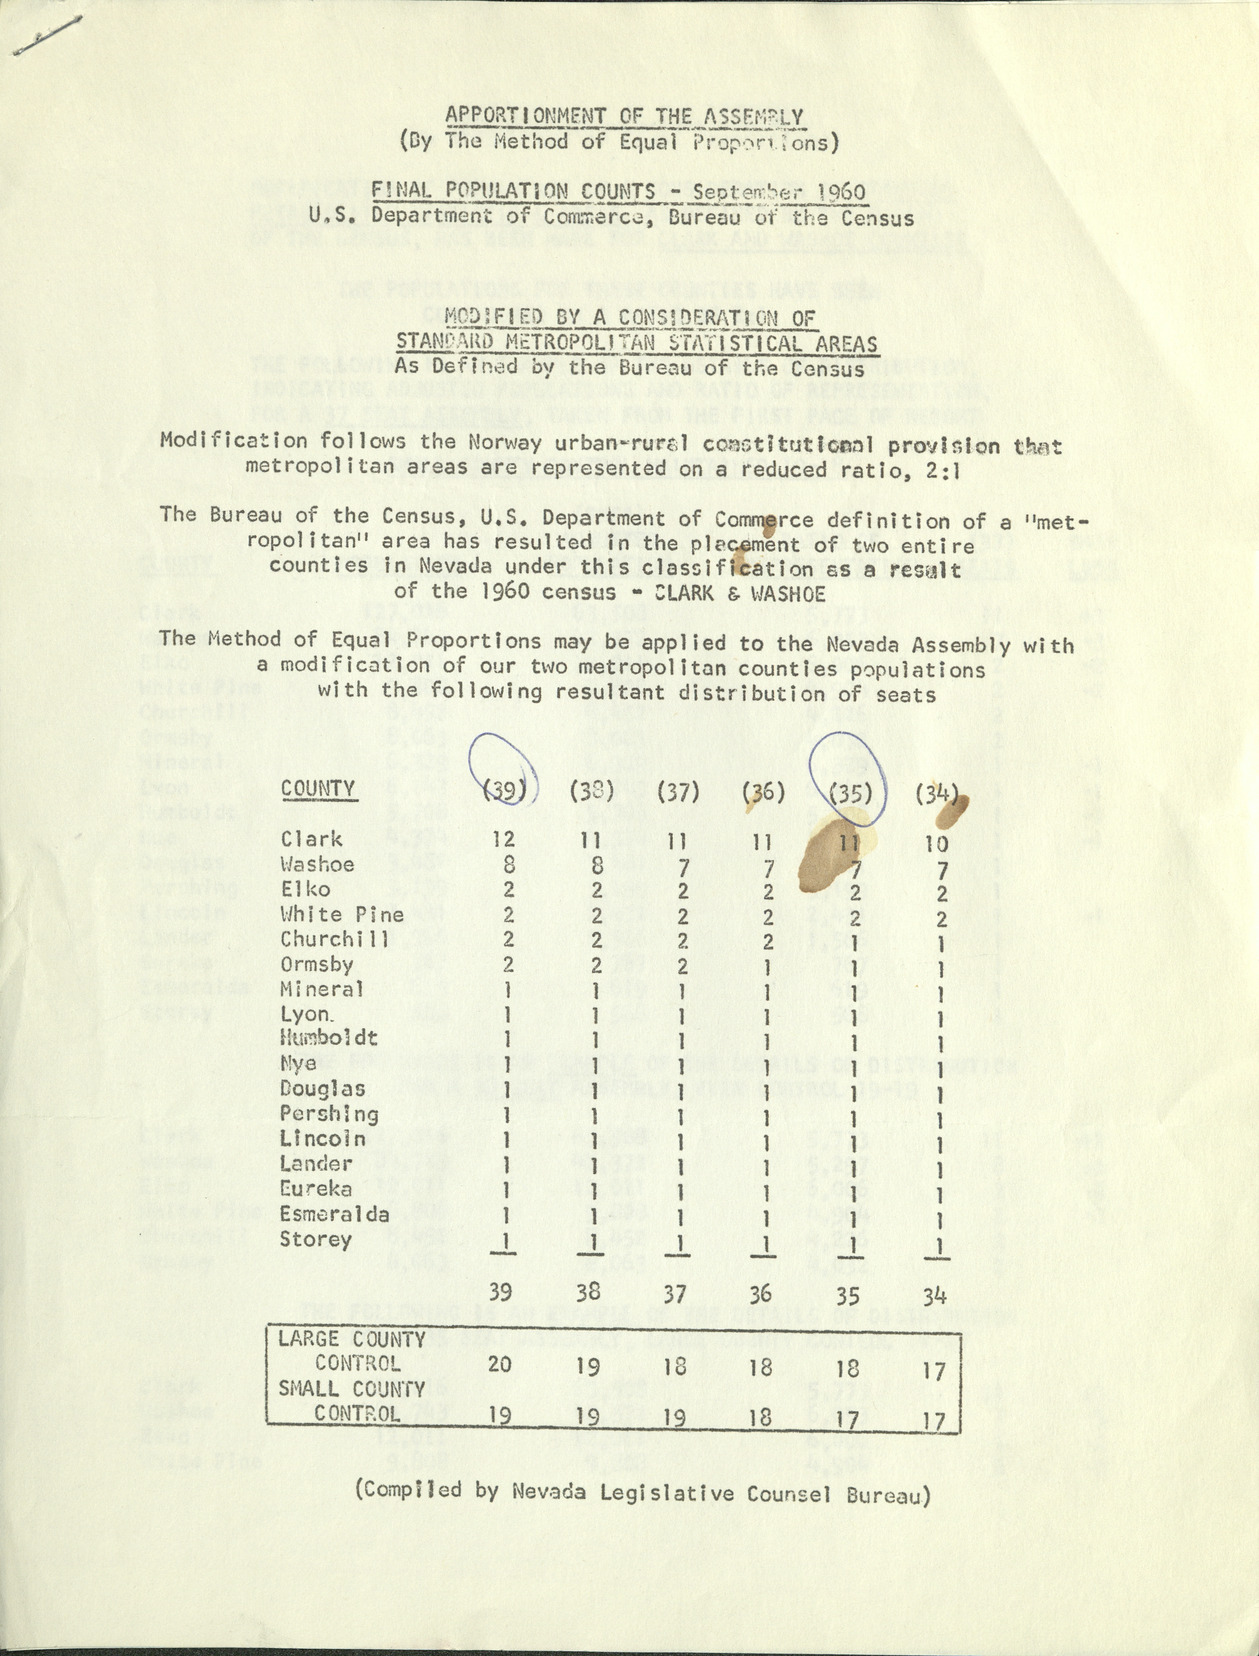 APPORTIONMENT OF THE ASSEMBLY
(By The Method of Equal Proportions)
FINAL POPULATION COUNTS - September 1960
U.S. Department of Commerce, Bureau of the Census
MODIFIED BY A CONSIDERATION OF
STANDARD METROPOLITAN STATISTICAL AREAS
As Defined by the Bureau of the Census
Modification follows the Norway urban-rural constitutional provision that
metropolitan areas are represented on a reduced ratio, 2:1
The Bureau of the Census, U.S. Department of Commerce definition of a "met-
ropolitan" area has resulted in the placement of two entire
counties in Nevada under this classification as a result
of the 1960 census - CLARK & WASHOE
The Method of Equal Proportions may be applied to the Nevada Assembly with
a modification of our two metropolitan counties populations
with the following resultant distribution of seats
COUNTY (39) (38) (37) (36) (35) (34)
Clark 12 11 11 11 11 10
Washoe 8 8 7 7 7 7
Elko 2 2 2 2 2 2
White Pine 2 2 2 2 2 2
Churchill 2 2 2 2 1 1
Ormsby 2 2 2 1 1 1
Mineral 1 1 1 1 1 1
Lyon. 1 1 1 1 1 1
Humboldt 1 1 1 1 1 1
Nye 1 1 1 1 1 1
Douglas 1 1 1 1 1 1
Pershing 1 1 1 1 1 1
Lincoln 1 1 1 1 1 1
Lander 1 1 1 1 1 1
Eureka 1 1 1 1 1 1
Esmeralda 1 1 1 1 1 1
Storey 1 1 1 1 1 1
39 38 37 36 35 34
LARGE COUNTY
CONTROL 20 19 18 18 18 17
SMALL COUNTY
CONTROL 19 19 19 18 17 17
(Compiled by Nevada Legislative Counsel Bureau)